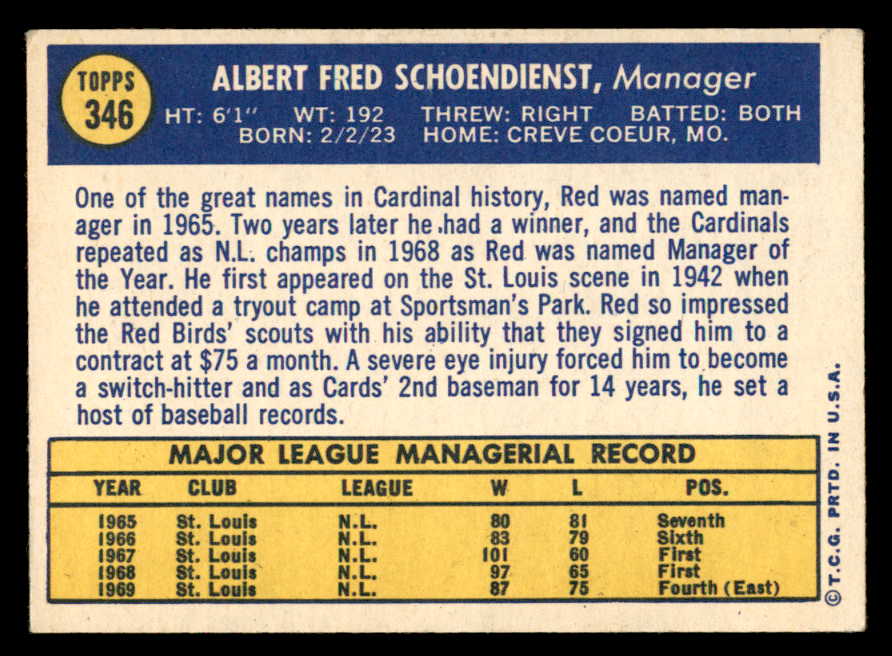 TOPPS
346
ALBERT FRED SCHOENDIENST, Manager
HT: 6'1" WT: 192 THREW: RIGHT BATTED: BOTH
BORN: 2/2/23 HOME: CREVE COEUR, MO.
One of the great names in Cardinal history, Red was named man-
ager in 1965. Two years later he had a winner, and the Cardinals
repeated as N.L. champs in 1968 as Red was named Manager of
the Year. He first appeared on the St. Louis scene in 1942 when
he attended a tryout camp at Sportsman's Park. Red so impressed
the Red Birds' scouts with his ability that they signed him to a
contract at $75 a month. A severe eye injury forced him to become
a switch-hitter and as Cards' 2nd baseman for 14 years, he set a
host of baseball records.
MAJOR LEAGUE MANAGERIAL RECORD
YEAR CLUB LEAGUE W L POS.
1965 St. Louis N.L. 80 81 Seventh
1966 St. Louis N.L. 83 79 Sixth
1967 St. Louis N.L. 101 60 First
1968 St. Louis N.L. 97 65 First
1969 St. Louis N.L. 87 75 Fourth (East)
© T.C.G. PRTD. IN U.S.A.